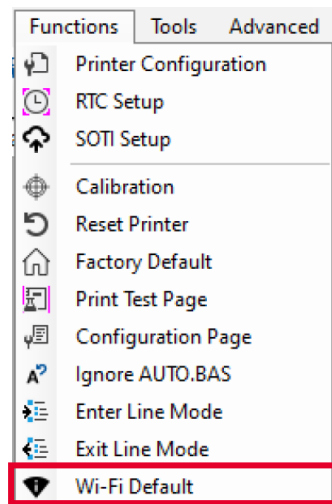 Functions Tools Advanced
Printer Configuration
RTC Setup
SOTI Setup
Calibration
Reset Printer
Factory Default
Print Test Page
Configuration Page
Ignore AUTO.BAS
Enter Line Mode
Exit Line Mode
Wi-Fi Default